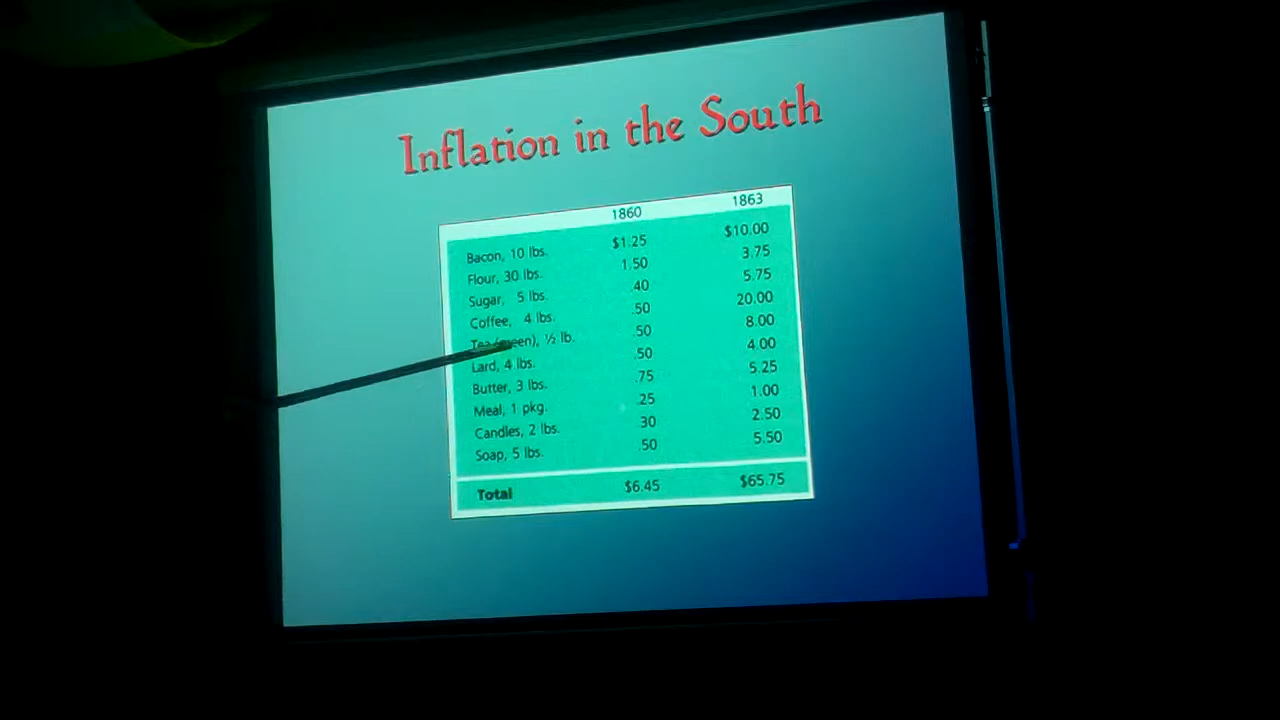 Inflation in the South
1860 1863
Bacon, 10 lbs. $1.25 $10.00
Flour, 30 lbs. 1.50 3.75
Sugar, 5 lbs. .40 5.75
Coffee, 4 lbs. .50 20.00
Tea (green), ½ lb. .50 8.00
Lard, 4 lbs. .50 4.00
Butter, 3 lbs. .75 5.25
Meal, 1 pkg. .25 1.00
Candles, 2 lbs. .30 2.50
Soap, 5 lbs. .50 5.50
Total $6.45 $65.75